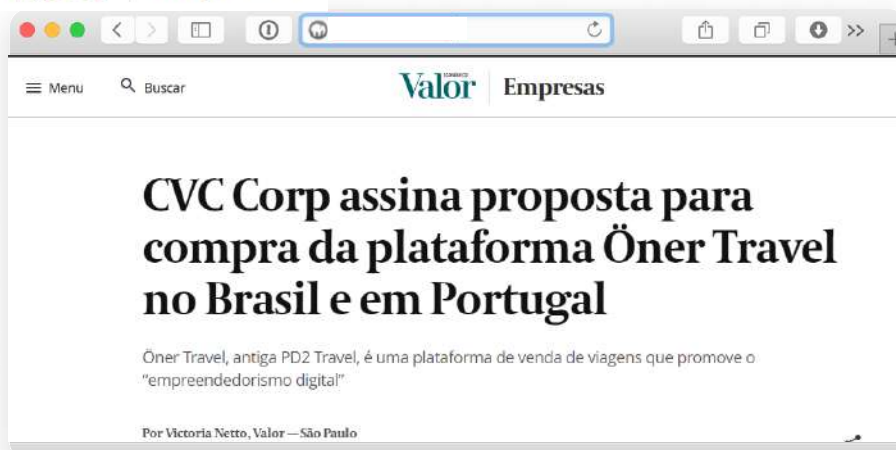 Menu
Buscar
Valor
Empresas
CVC Corp assina proposta para
compra da plataforma Öner Travel
no Brasil e em Portugal
Öner Travel, antiga PD2 Travel, é uma plataforma de venda de viagens que promove o
“empreendedorismo digital”
Por Victoria Netto, Valor — São Paulo